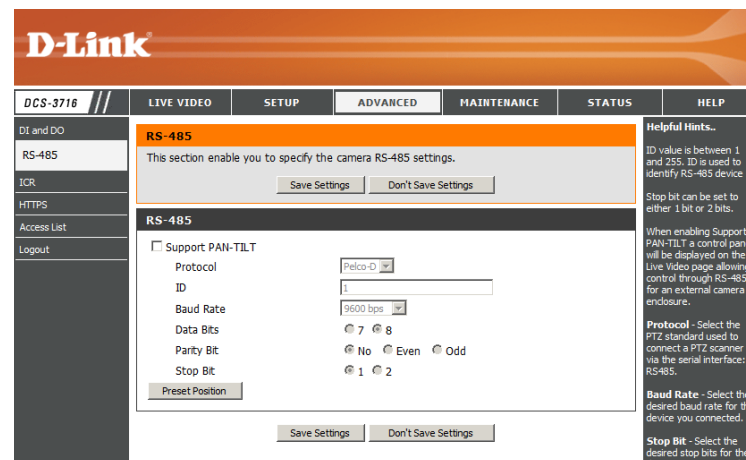 D-Link
DCS-3716
LIVE VIDEO
SETUP
ADVANCED
MAINTENANCE
STATUS
HELP
DI and DO
RS-485
ICR
HTTPS
Access List
Logout
RS-485
This section enable you to specify the camera RS-485 settings.
Save Settings
Don't Save Settings
RS-485
Support PAN-TILT
Protocol
Pelco-D
ID
1
Baud Rate
9600 bps
Data Bits
7
8
Parity Bit
No
Even
Odd
Stop Bit
1
2
Preset Position
Save Settings
Don't Save Settings
Helpful Hints..
ID value is between 1
and 255. ID is used to
identify RS-485 device
Stop bit can be set to
either 1 bit or 2 bits.
When enabling Support
PAN-TILT a control pan
will be displayed on the
Live Video page allowing
control through RS-485
for an external camera
enclosure.
Protocol - Select the
PTZ standard used to
connect a PTZ scanner
via the serial interface:
RS485.
Baud Rate - Select the
desired baud rate for th
device you connected.
Stop Bit - Select the
desired stop bits for the